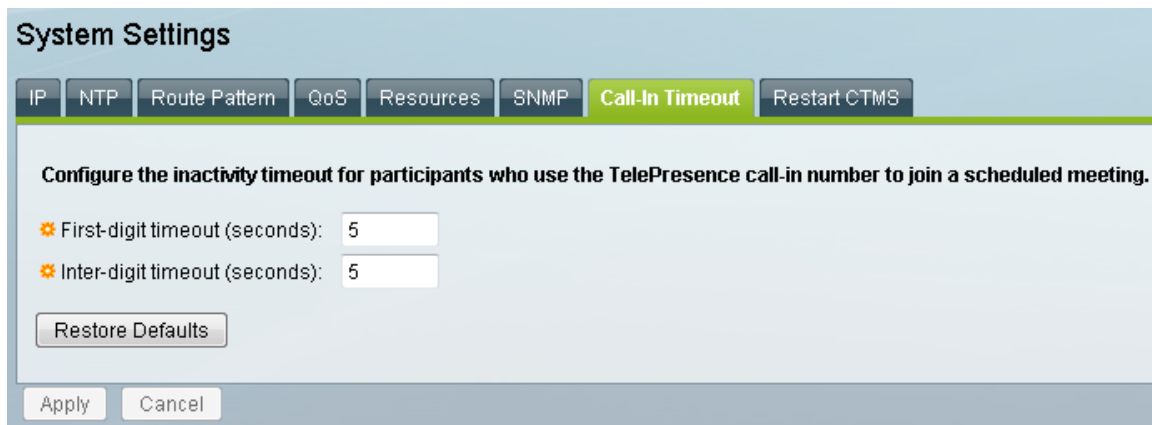 System Settings
IP NTP Route Pattern QoS Resources SNMP Call-In Timeout Restart CTMS
Configure the inactivity timeout for participants who use the TelePresence call-in number to join a scheduled meeting.
First-digit timeout (seconds): 5
Inter-digit timeout (seconds): 5
Restore Defaults
Apply Cancel